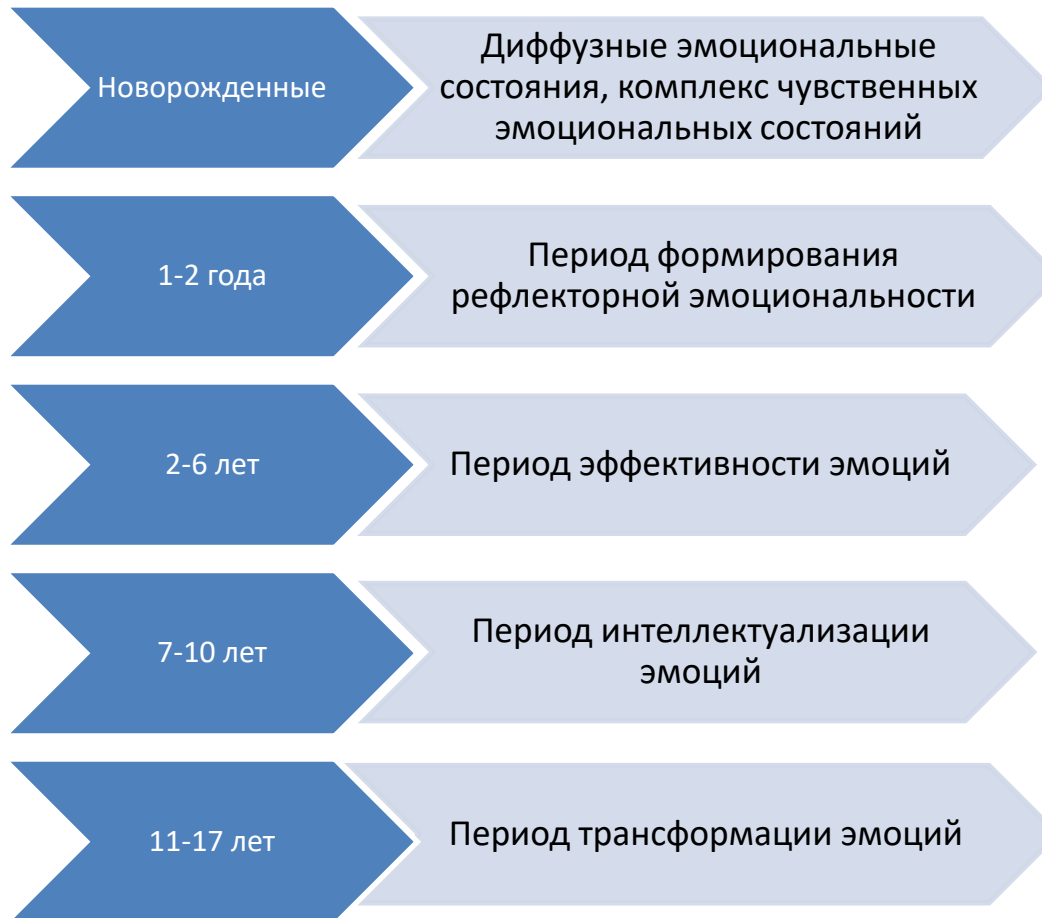 Новорожденные
Диффузные эмоциональные
состояния, комплекс чувственных
эмоциональных состояний
1-2 года
Период формирования
рефлекторной эмоциональности
2-6 лет
Период эффективности эмоций
7-10 лет
Период интеллектуализации
эмоций
11-17 лет
Период трансформации эмоций